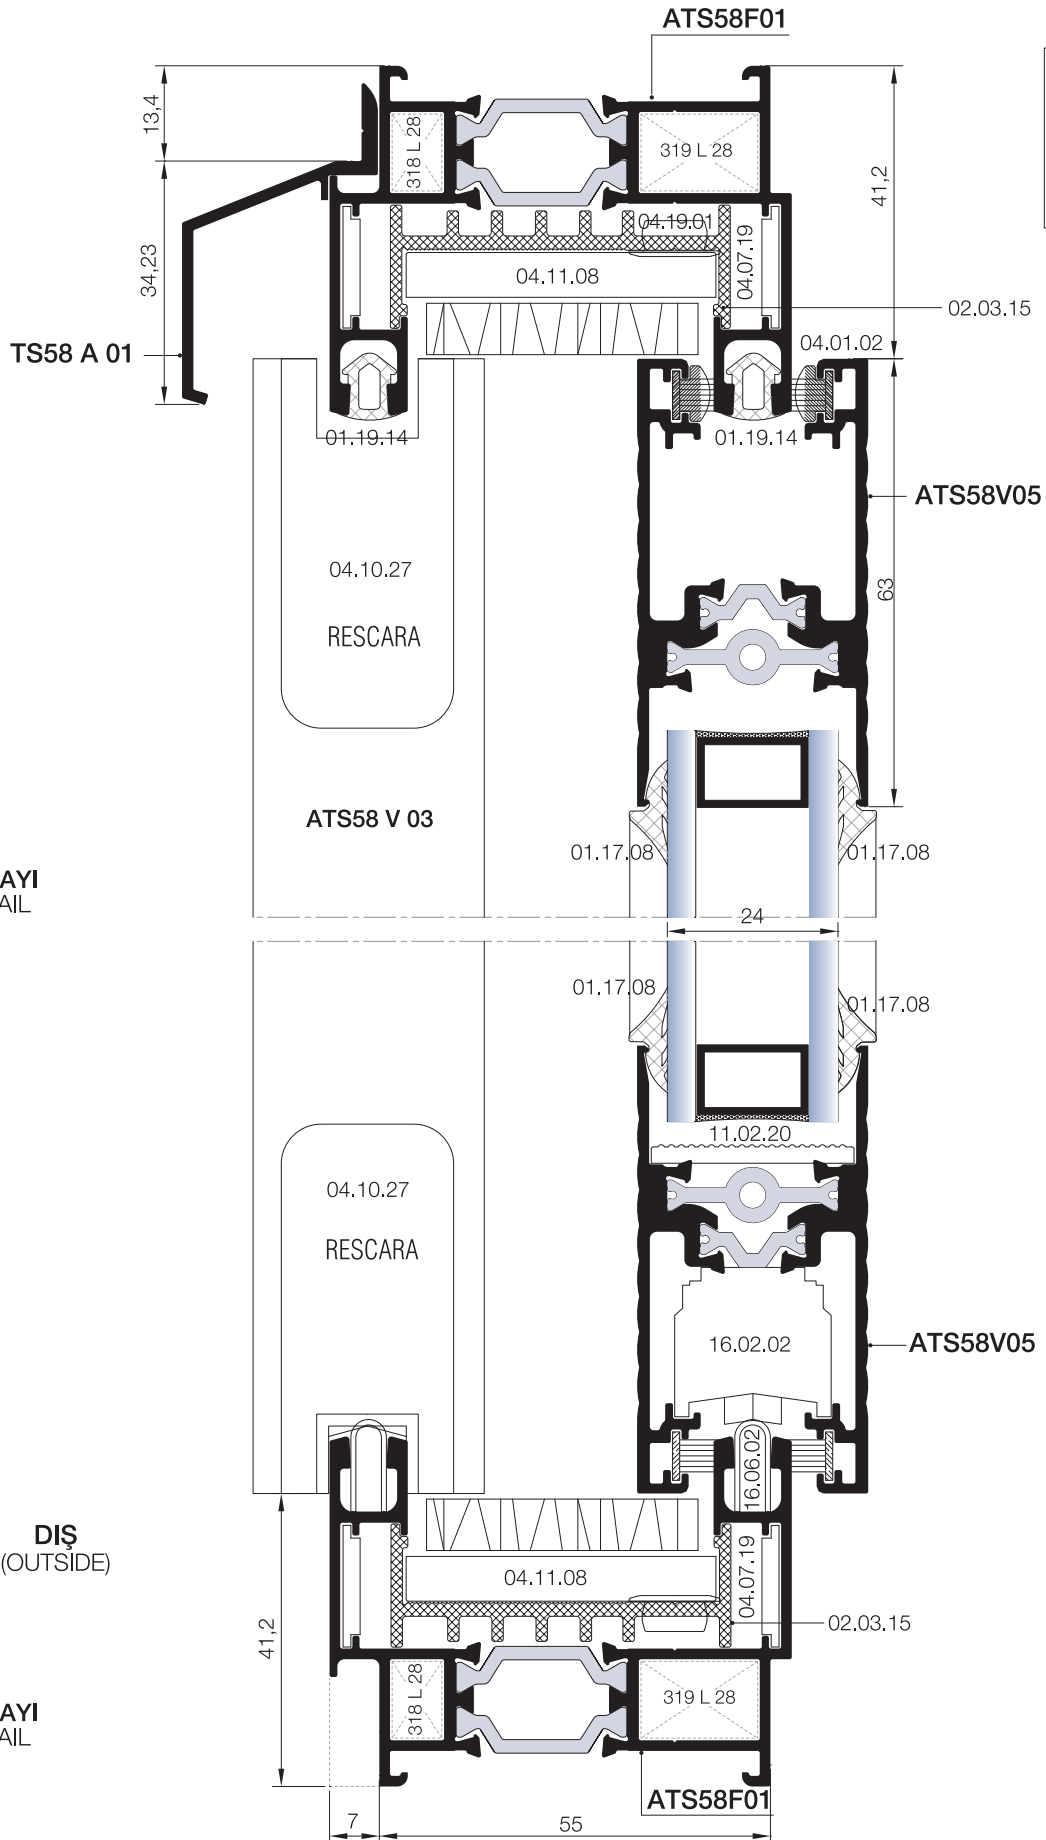 ATS58F01
13,4
318 L 28
319 L 28
41,2
34,23
04.19.01
04.07.19
04.11.08
02.03.15
TS58 A 01
04.01.02
01.19.14
01.19.14
ATS58V05
04.10.27
63
RESCARA
ATS58 V 03
01.17.08
01.17.08
AYI
AIL
24
01.17.08
01.17.08
11.02.20
04.10.27
RESCARA
16.02.02
ATS58V05
16.06.02
DIŞ
(OUTSIDE)
04.11.08
04.07.19
02.03.15
41,2
318 L 28
319 L 28
AYI
AIL
ATS58F01
7
55